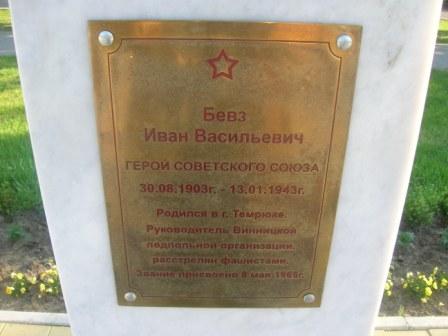 Бевз
Иван Васильевич
ГЕРОЙ СОВЕТСКОГО СОЮЗА
30.08.1903г. - 13.01.1943г.
Родился в г. Темрюке.
Руководитель Винницкой
подпольной организации,
расстрелян фашистами.
Звание присвоено 8 мая 1965г.